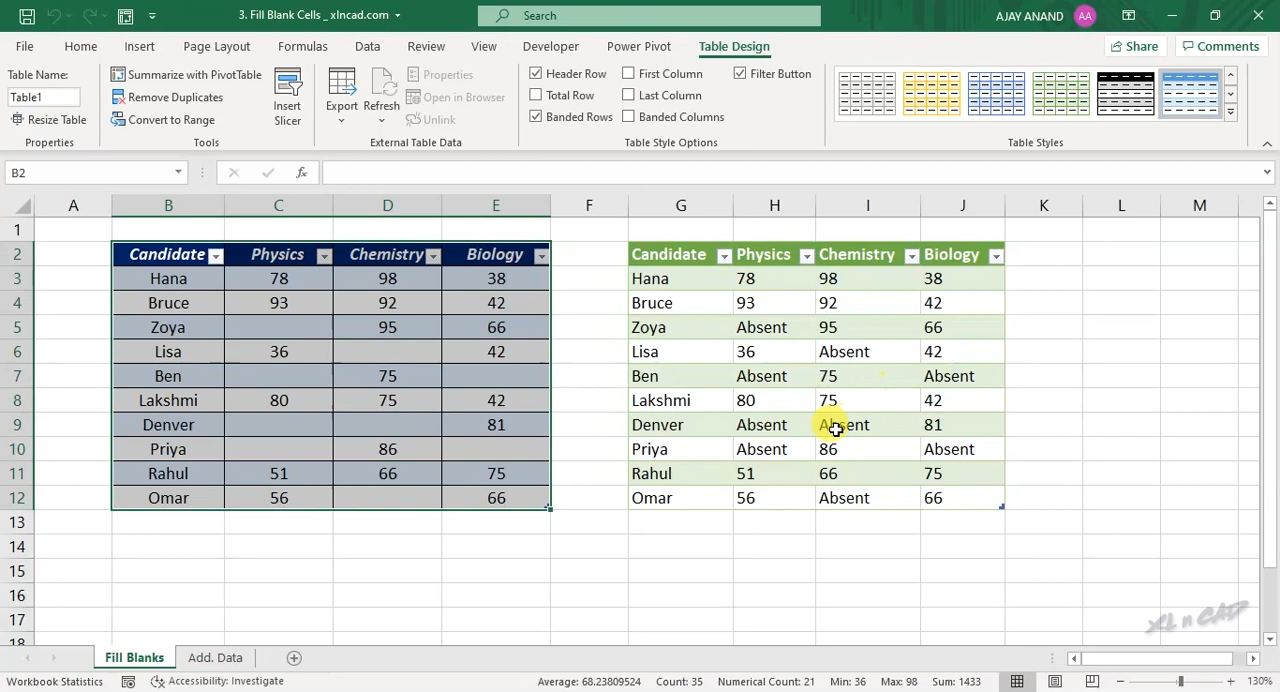 3. Fill Blank Cells _ xlncad.com
Search
AJAY ANAND
AA
File Home Insert Page Layout Formulas Data Review View Developer Power Pivot Table Design
Share
Comments
Table Name:
Table1
Resize Table
Properties
Summarize with PivotTable
Remove Duplicates
Convert to Range
Tools
Insert Slicer
Export
Refresh
Properties
Open in Browser
Unlink
External Table Data
Header Row First Column Filter Button
Total Row Last Column
Banded Rows Banded Columns
Table Style Options
Table Styles
B2
fx
A B C D E F G H I J K L M
1
2 Candidate Physics Chemistry Biology Candidate Physics Chemistry Biology
3 Hana 78 98 38 Hana 78 98 38
4 Bruce 93 92 42 Bruce 93 92 42
5 Zoya 95 66 Zoya Absent 95 66
6 Lisa 36 42 Lisa 36 Absent 42
7 Ben 75 Ben Absent 75 Absent
8 Lakshmi 80 75 42 Lakshmi 80 75 42
9 Denver 81 Denver Absent Absent 81
10 Priya 86 Priya Absent 86 Absent
11 Rahul 51 66 75 Rahul 51 66 75
12 Omar 56 66 Omar 56 Absent 66
13
14
15
16
17
18
XL n CAD
Fill Blanks Add. Data
Workbook Statistics Accessibility: Investigate Average: 68.23809524 Count: 35 Numerical Count: 21 Min: 36 Max: 98 Sum: 1433 130%